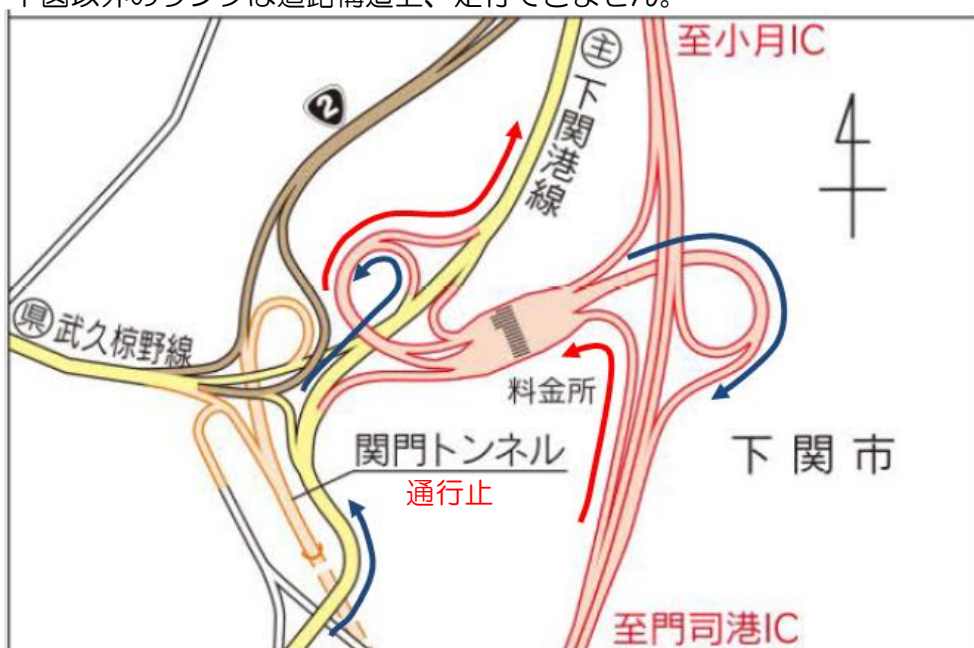 下図以外のランプは道路構造上、走行できません。
至小月IC
主
下関港線
2
県
武久椋野線
料金所
関門トンネル
通行止
下関市
至門司港IC